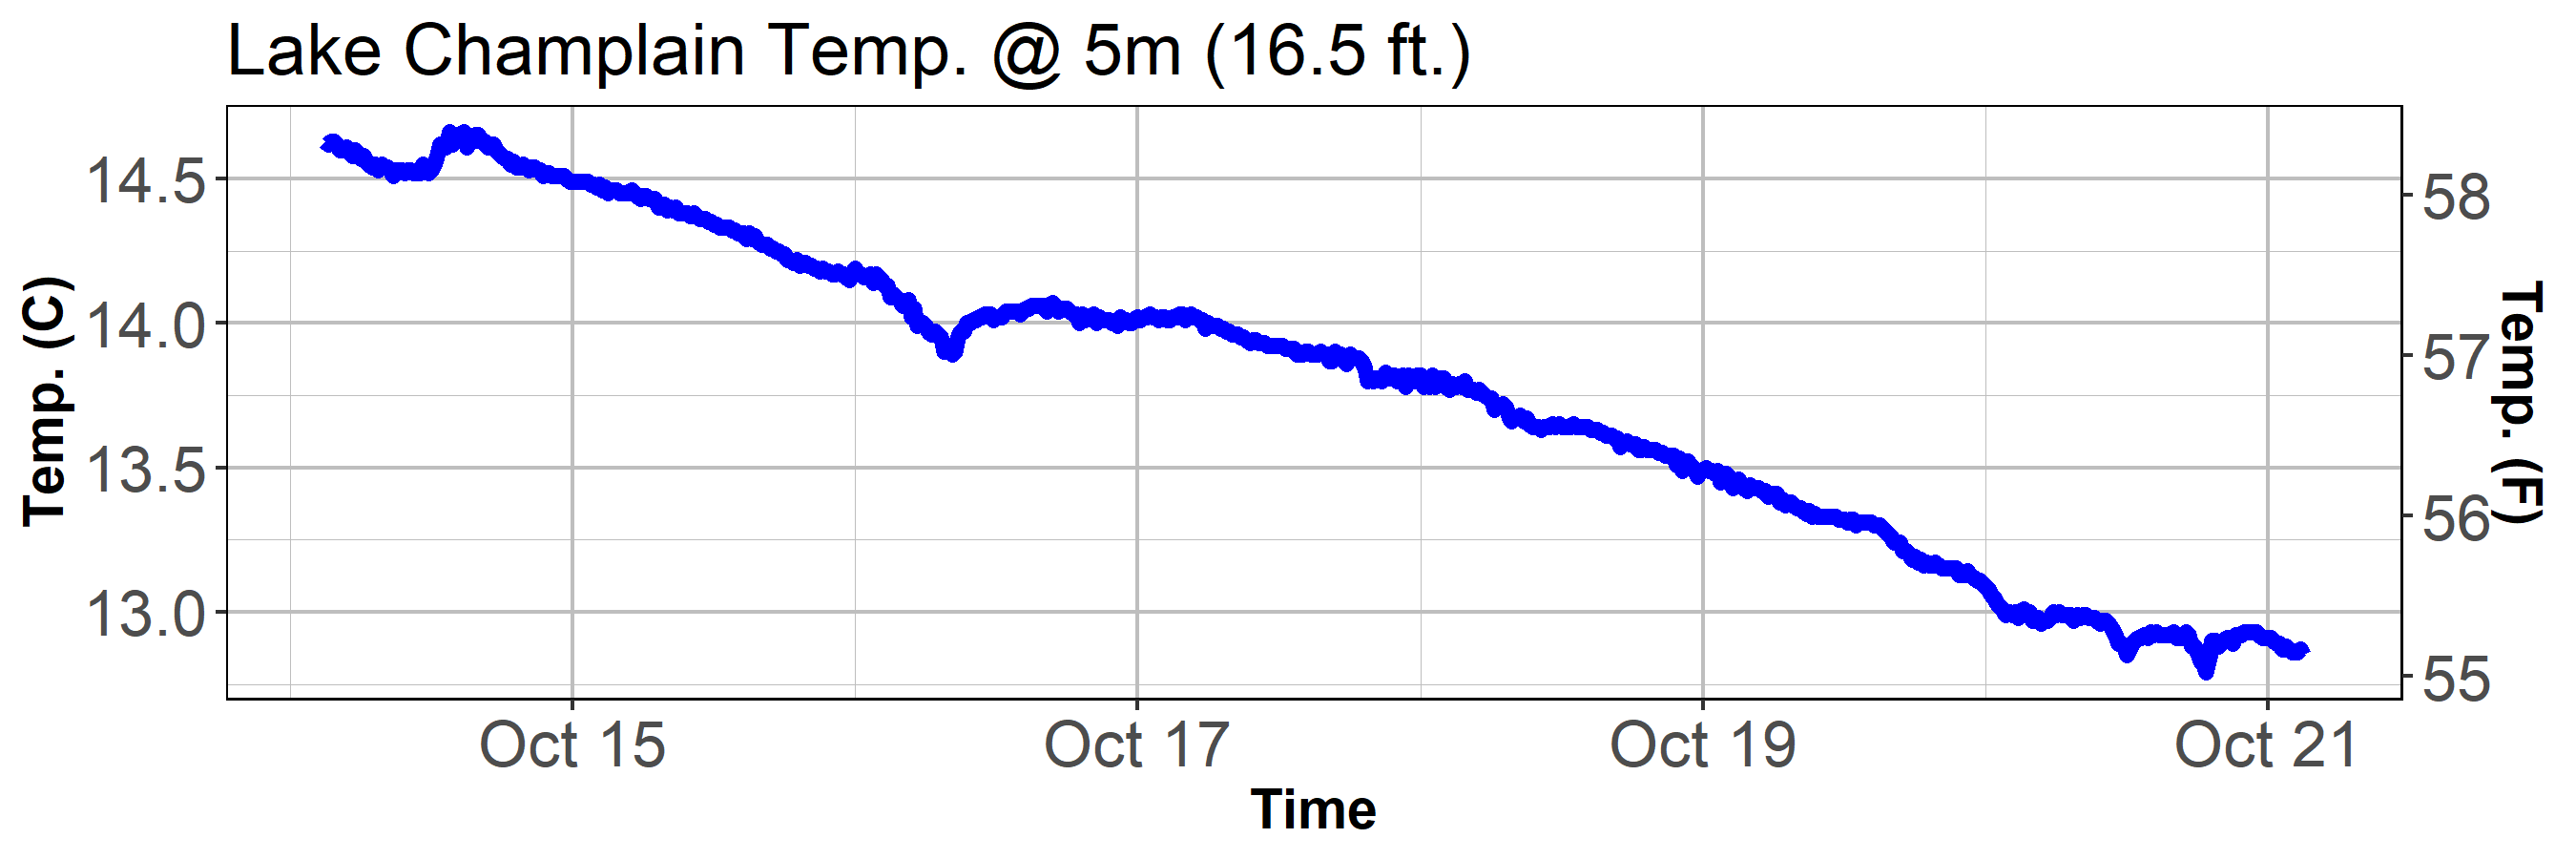 Lake Champlain Temp. @ 5m (16.5 ft.)
Temp. (C)
14.5
14.0
13.5
13.0
58
57
56
55
Temp. (F)
Oct 15 Oct 17 Oct 19 Oct 21
Time